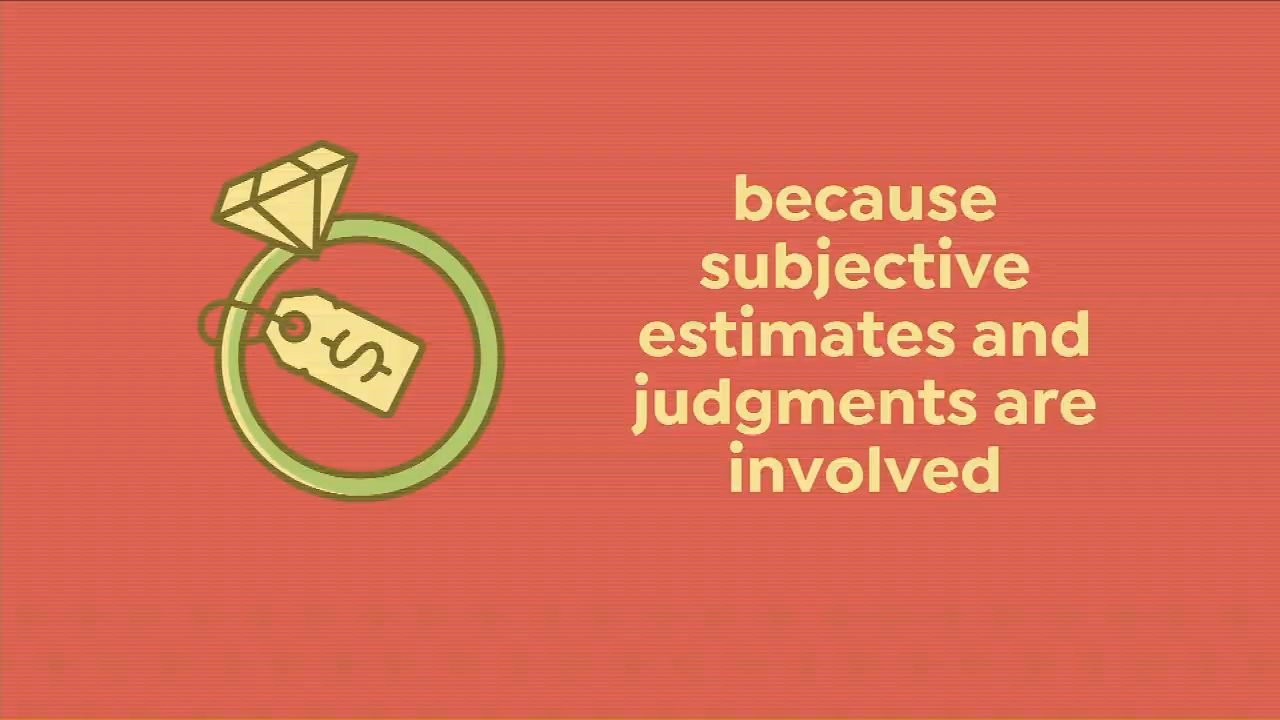 $
because
subjective
estimates and
judgments are
involved